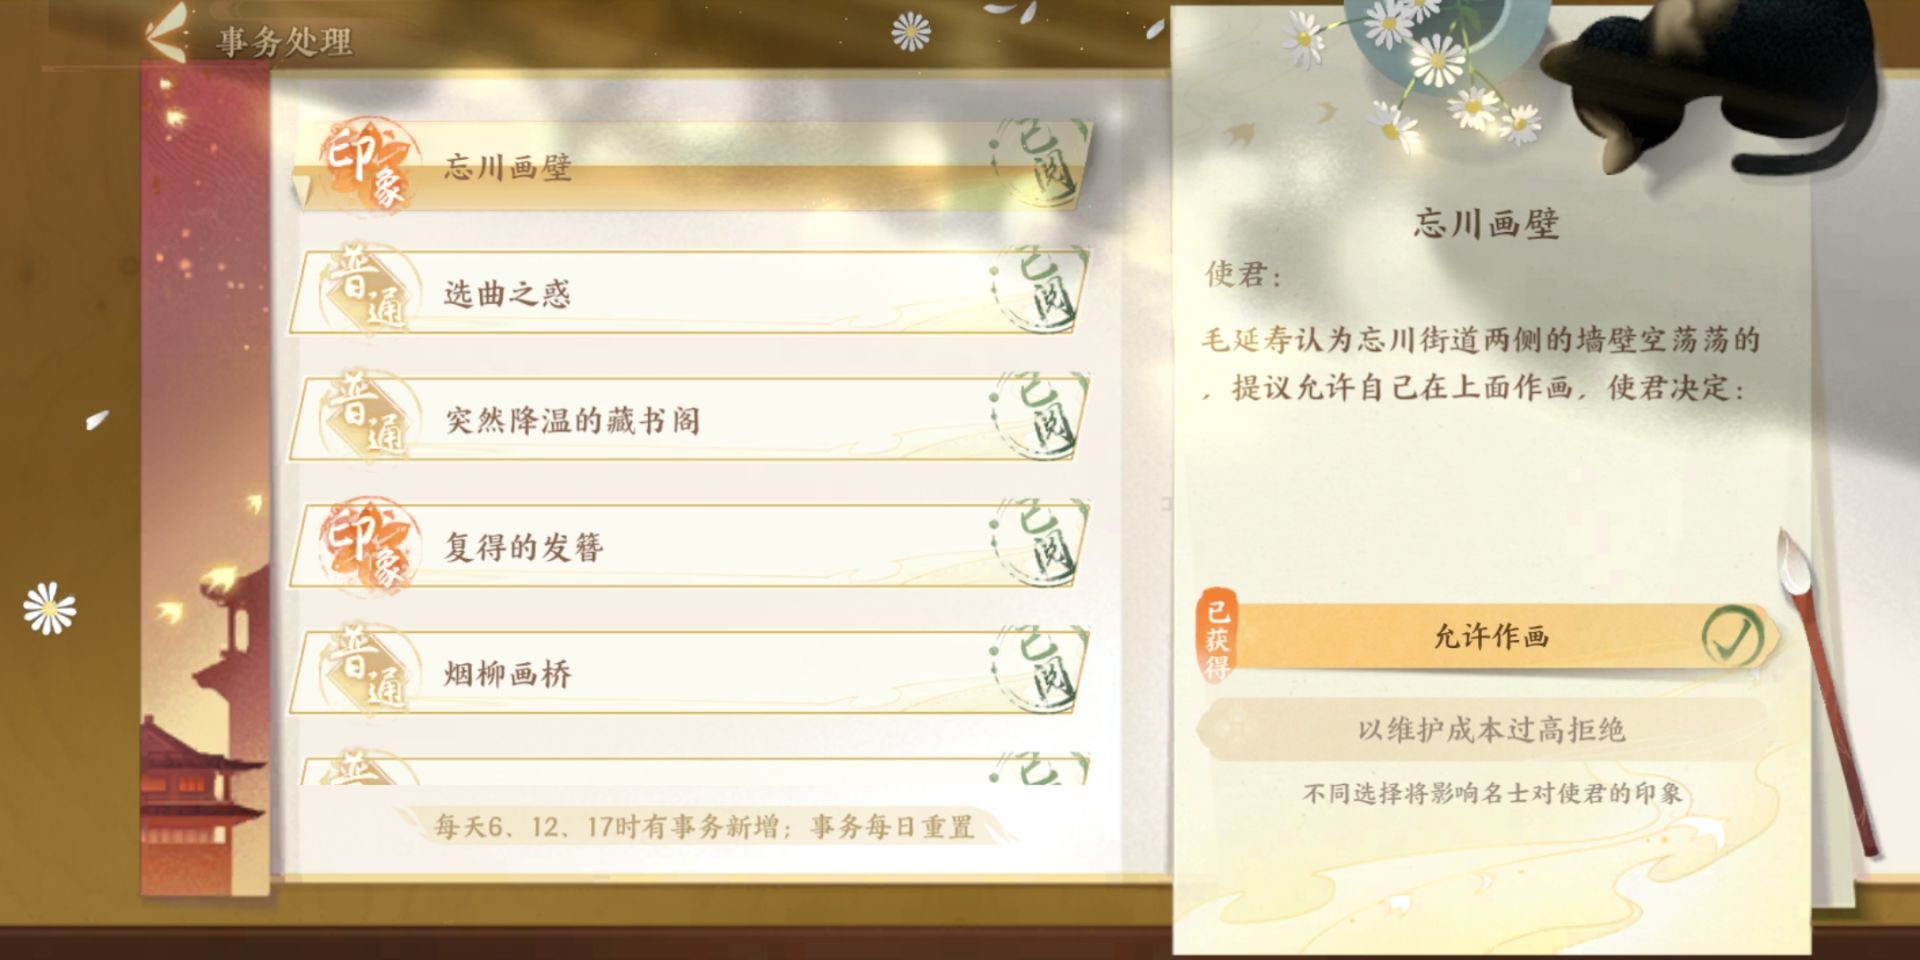 事务处理
印象
忘川画壁
已阅
普通
选曲之惑
已阅
普通
突然降温的藏书阁
已阅
印象
复得的发簪
已阅
普通
烟柳画桥
已阅
普
已
每天6、12、17时有事务新增；事务每日重置
忘川画壁
使君：
毛延寿认为忘川街道两侧的墙壁空荡荡的
，提议允许自己在上面作画，使君决定：
已获得
允许作画
以维护成本过高拒绝
不同选择将影响名士对使君的印象